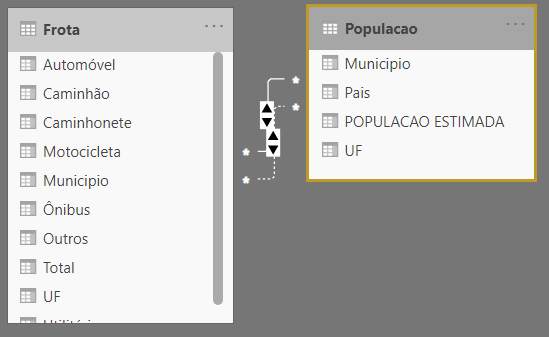 Frota
Automóvel
Caminhão
Caminhonete
Motocicleta
Municipio
Ônibus
Outros
Total
UF
Populacao
Municipio
Pais
POPULACAO ESTIMADA
UF